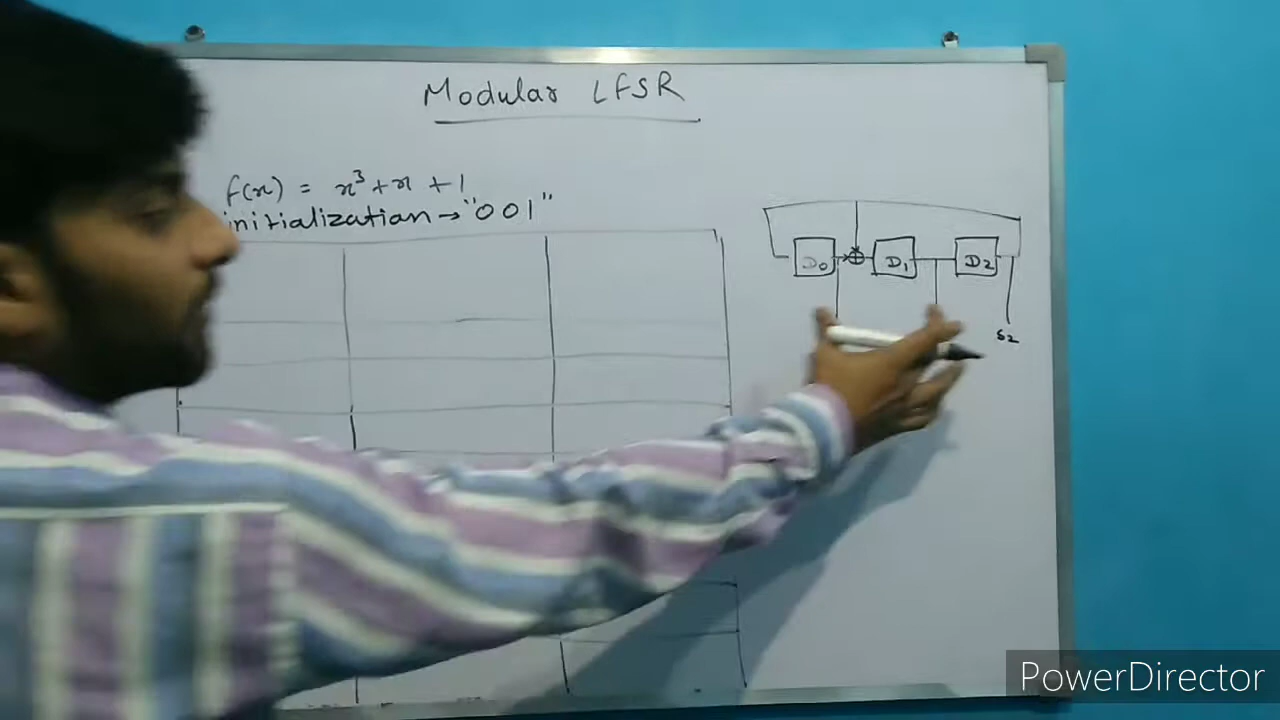 Modular LFSR
f(x) = x³ + x + 1
initialization → "001"
D0 D1 D2
S2
PowerDirector